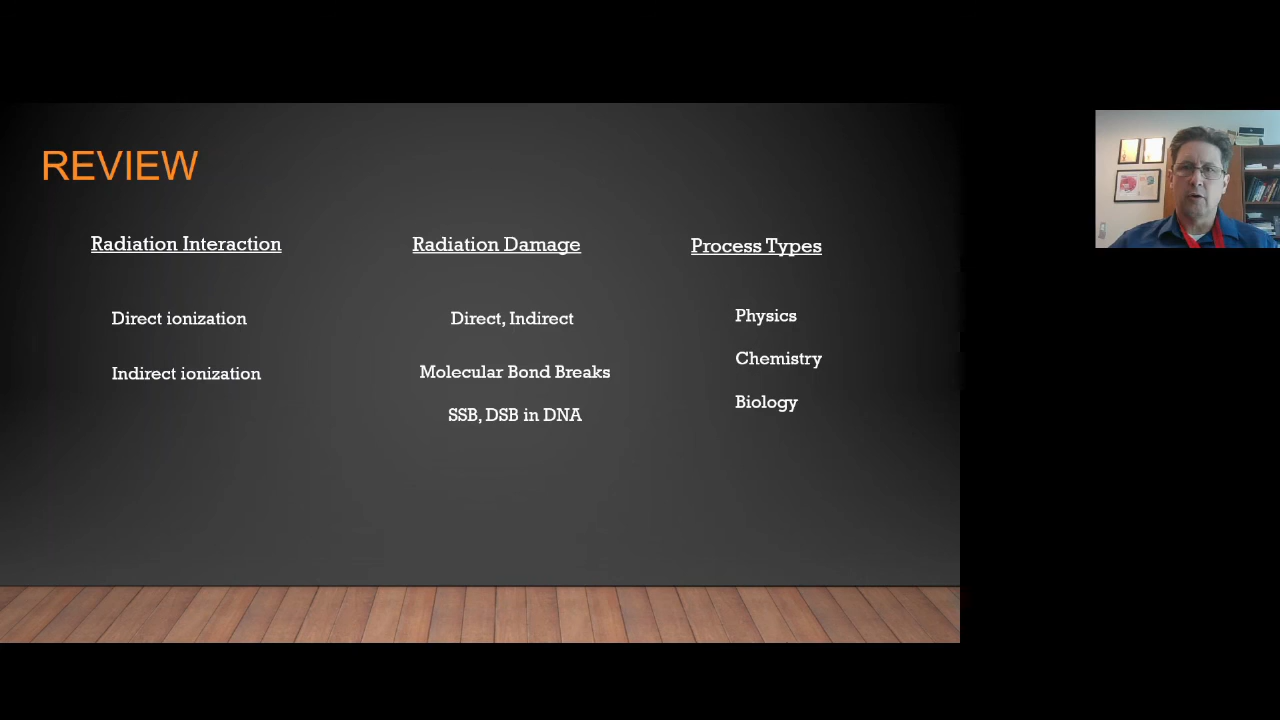 REVIEW
Radiation Interaction
Direct ionization
Indirect ionization
Radiation Damage
Direct, Indirect
Molecular Bond Breaks
SSB, DSB in DNA
Process Types
Physics
Chemistry
Biology